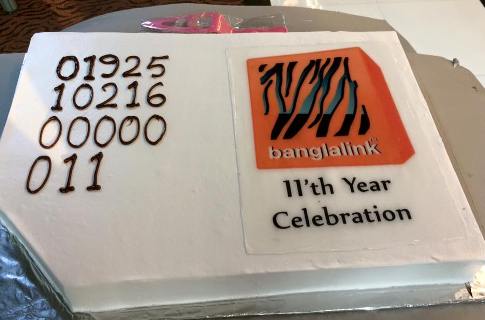 01925
10216
00000
011
banglalink
11'th Year
Celebration